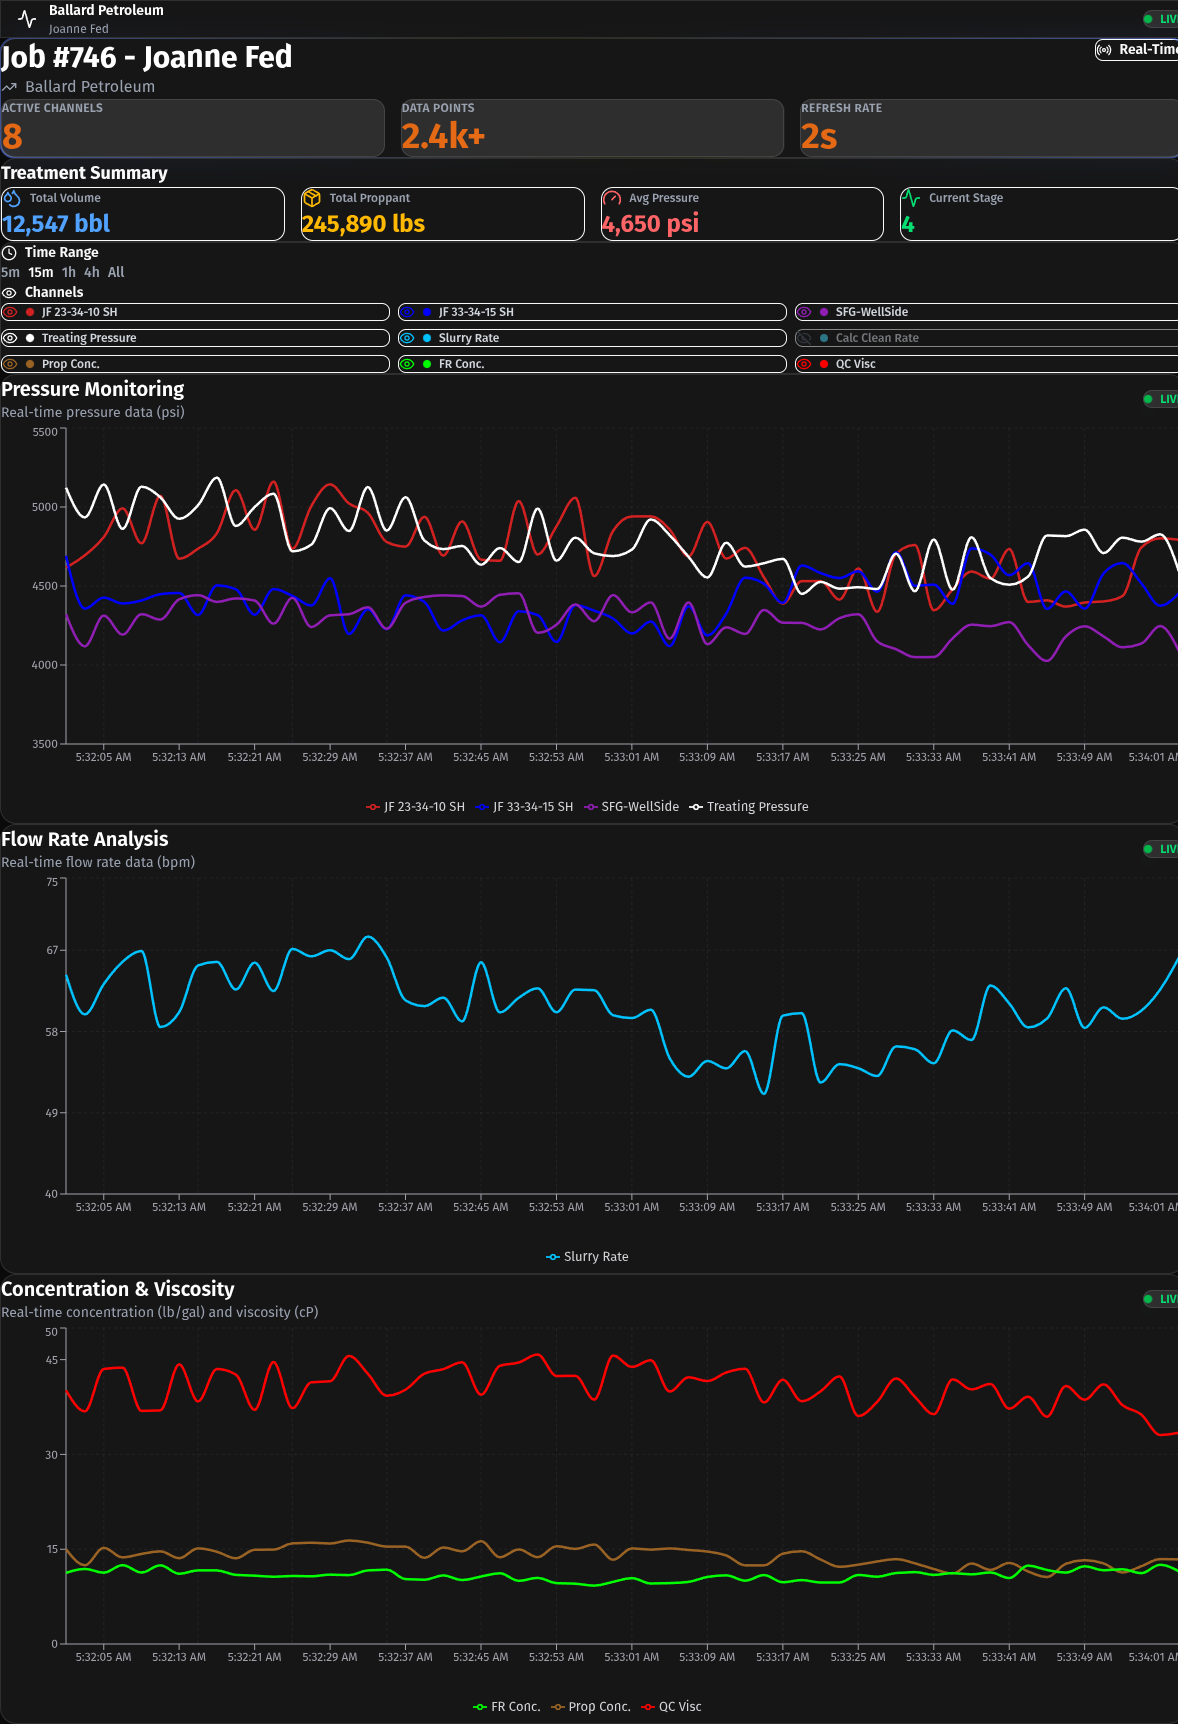 Ballard Petroleum
Joanne Fed
LIV
Job #746 - Joanne Fed
Real-Time
Ballard Petroleum
ACTIVE CHANNELS DATA POINTS REFRESH RATE
8 2.4k+ 2s
Treatment Summary
Total Volume Total Proppant Avg Pressure Current Stage
12,547 bbl 245,890 lbs 4,650 psi 4
Time Range
5m 15m 1h 4h All
Channels
JF 23-34-10 SH JF 33-34-15 SH SFG-WellSide
Treating Pressure Slurry Rate Calc Clean Rate
Prop Conc. FR Conc. QC Visc
Pressure Monitoring
Real-time pressure data (psi)
LIV
5500
5000
4500
4000
3500
5:32:05 AM 5:32:13 AM 5:32:21 AM 5:32:29 AM 5:32:37 AM 5:32:45 AM 5:32:53 AM 5:33:01 AM 5:33:09 AM 5:33:17 AM 5:33:25 AM 5:33:33 AM 5:33:41 AM 5:33:49 AM 5:34:01 AM
JF 23-34-10 SH JF 33-34-15 SH SFG-WellSide Treating Pressure
Flow Rate Analysis
Real-time flow rate data (bpm)
LIV
75
67
58
49
40
5:32:05 AM 5:32:13 AM 5:32:21 AM 5:32:29 AM 5:32:37 AM 5:32:45 AM 5:32:53 AM 5:33:01 AM 5:33:09 AM 5:33:17 AM 5:33:25 AM 5:33:33 AM 5:33:41 AM 5:33:49 AM 5:34:01 AM
Slurry Rate
Concentration & Viscosity
Real-time concentration (lb/gal) and viscosity (cP)
LIV
50
45
30
15
0
5:32:05 AM 5:32:13 AM 5:32:21 AM 5:32:29 AM 5:32:37 AM 5:32:45 AM 5:32:53 AM 5:33:01 AM 5:33:09 AM 5:33:17 AM 5:33:25 AM 5:33:33 AM 5:33:41 AM 5:33:49 AM 5:34:01 AM
FR Conc. Prop Conc. QC Visc